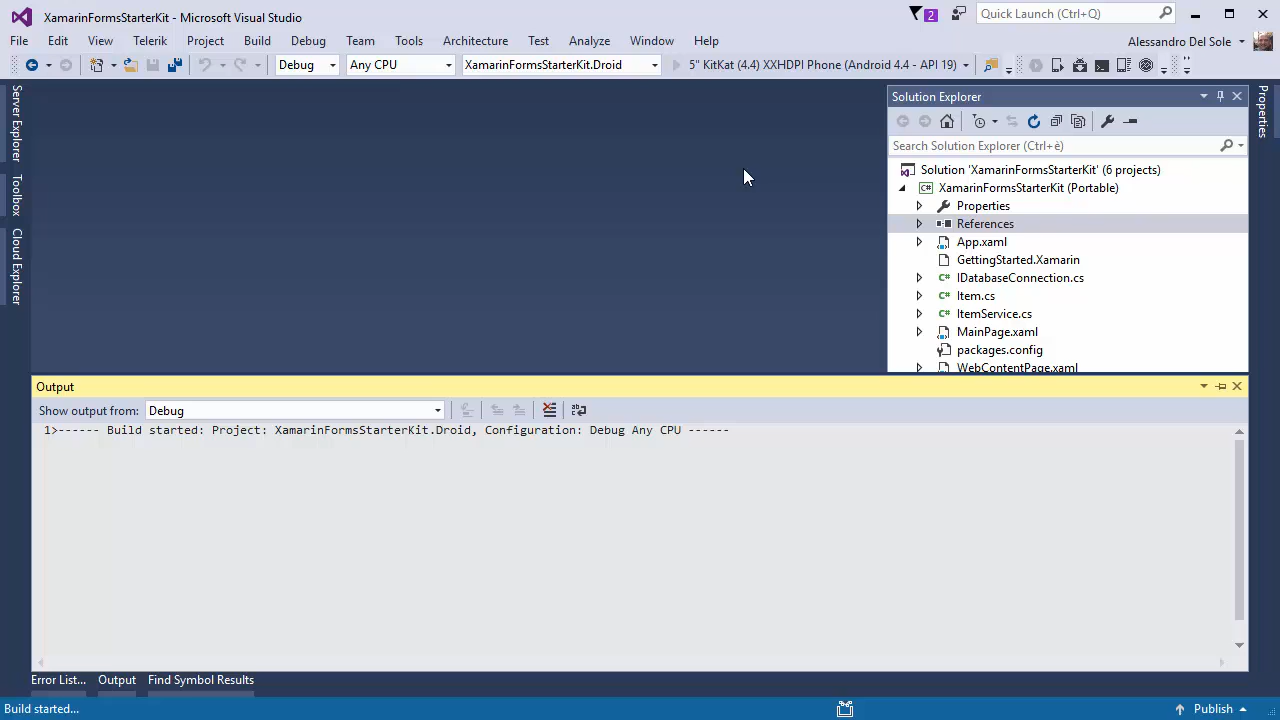 XamarinFormsStarterKit - Microsoft Visual Studio
2
Quick Launch (Ctrl+Q)
File Edit View Telerik Project Build Debug Team Tools Architecture Test Analyze Window Help
Alessandro Del Sole
Debug Any CPU XamarinFormsStarterKit.Droid 5" KitKat (4.4) XXHDPI Phone (Android 4.4 - API 19)
Server Explorer
Toolbox
Cloud Explorer
Solution Explorer
Search Solution Explorer (Ctrl+è)
Solution 'XamarinFormsStarterKit' (6 projects)
C# XamarinFormsStarterKit (Portable)
Properties
References
App.xaml
GettingStarted.Xamarin
C# IDatabaseConnection.cs
C# Item.cs
C# ItemService.cs
MainPage.xaml
packages.config
WebContentPage.xaml
Properties
Output
Show output from: Debug
1>------ Build started: Project: XamarinFormsStarterKit.Droid, Configuration: Debug Any CPU ------
Error List... Output Find Symbol Results
Build started... Publish